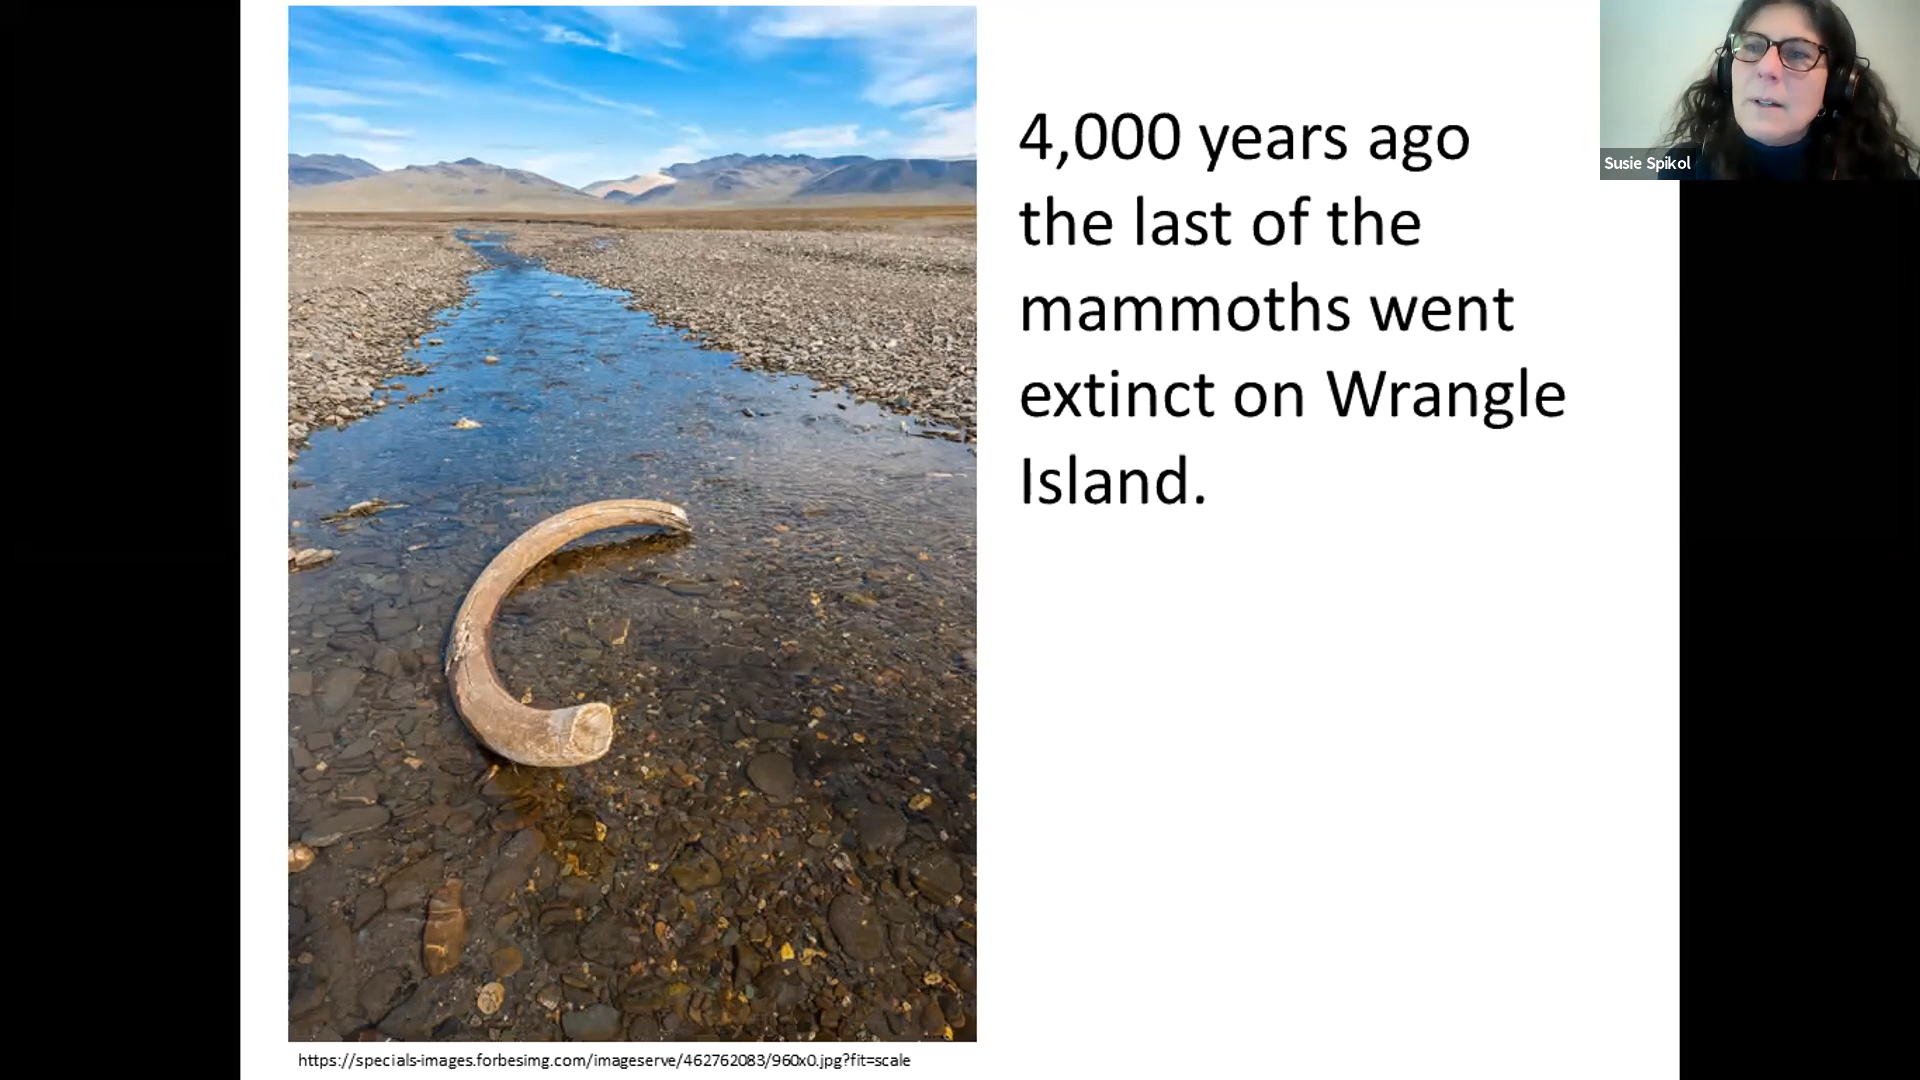 4,000 years ago
the last of the
mammoths went
extinct on Wrangle
Island.
Susie Spikol
https://specials-images.forbesimg.com/imageserve/462762083/960x0.jpg?fit=scale